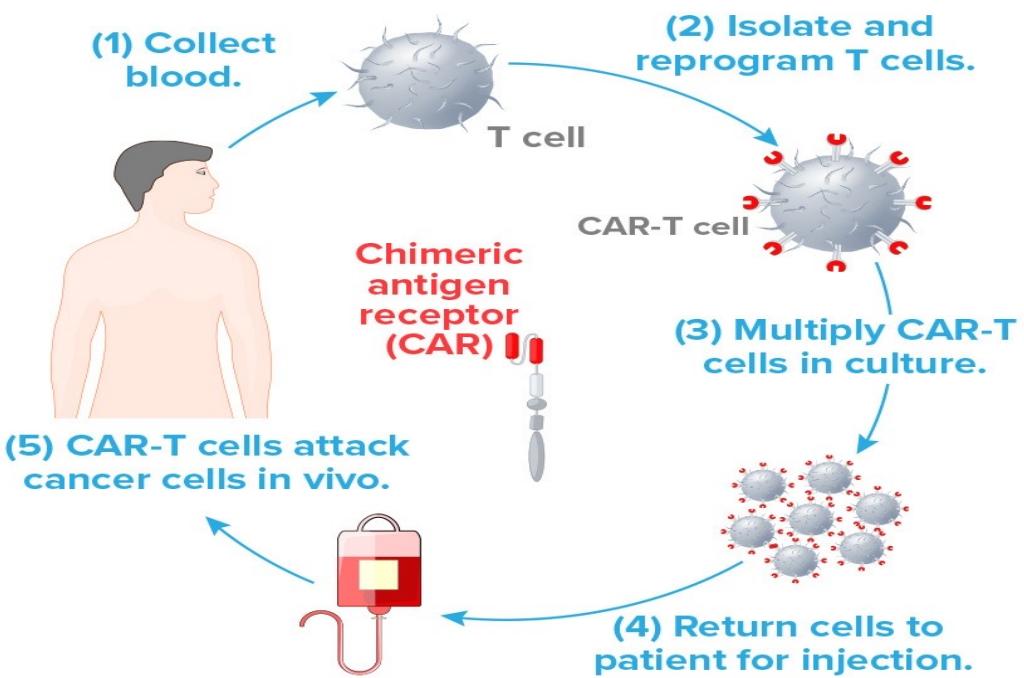 (1) Collect
blood.
T cell
(2) Isolate and
reprogram T cells.
CAR-T cell
Chimeric
antigen
receptor
(CAR)
(3) Multiply CAR-T
cells in culture.
(4) Return cells to
patient for injection.
(5) CAR-T cells attack
cancer cells in vivo.